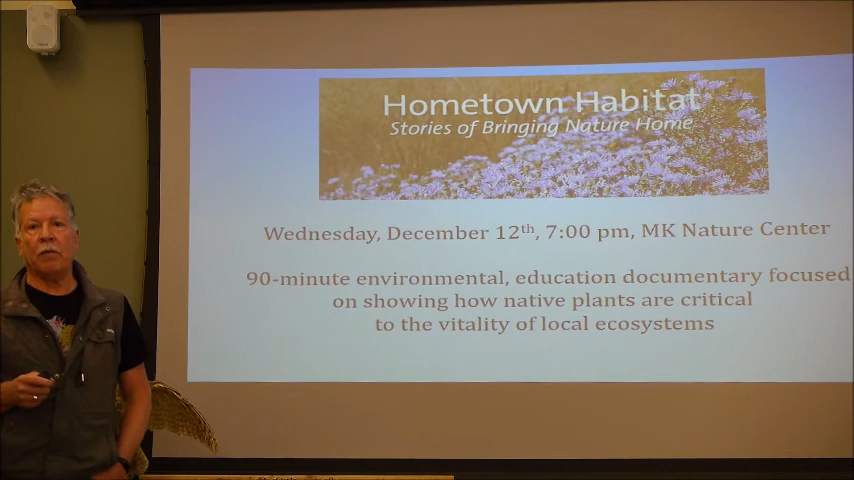 Hometown Habitat
Stories of Bringing Nature Home
Wednesday, December 12th, 7:00 pm, MK Nature Center
90-minute environmental, education documentary focused
on showing how native plants are critical
to the vitality of local ecosystems